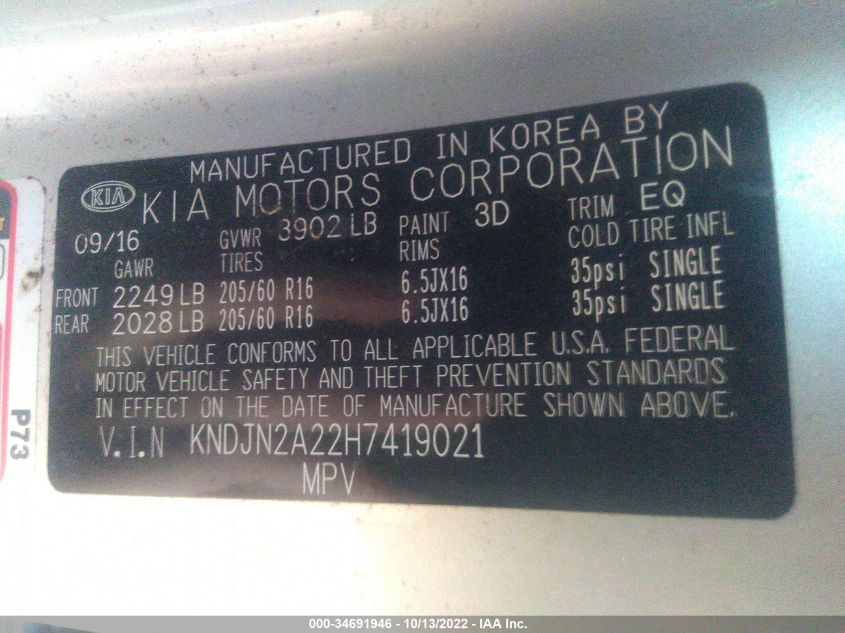 MANUFACTURED IN KOREA BY
KIA KIA MOTORS CORPORATION
09/16 GVWR 3902 LB PAINT 3D TRIM EQ
GAWR TIRES RIMS COLD TIRE INFL
FRONT 2249 LB 205/60 R16 6.5JX16 35psi SINGLE
REAR 2028 LB 205/60 R16 6.5JX16 35psi SINGLE
THIS VEHICLE CONFORMS TO ALL APPLICABLE U.S.A. FEDERAL
MOTOR VEHICLE SAFETY AND THEFT PREVENTION STANDARDS
IN EFFECT ON THE DATE OF MANUFACTURE SHOWN ABOVE.
V.I.N KNDJN2A22H7419021
MPV
P73
000-34691946 - 10/13/2022 - IAA Inc.